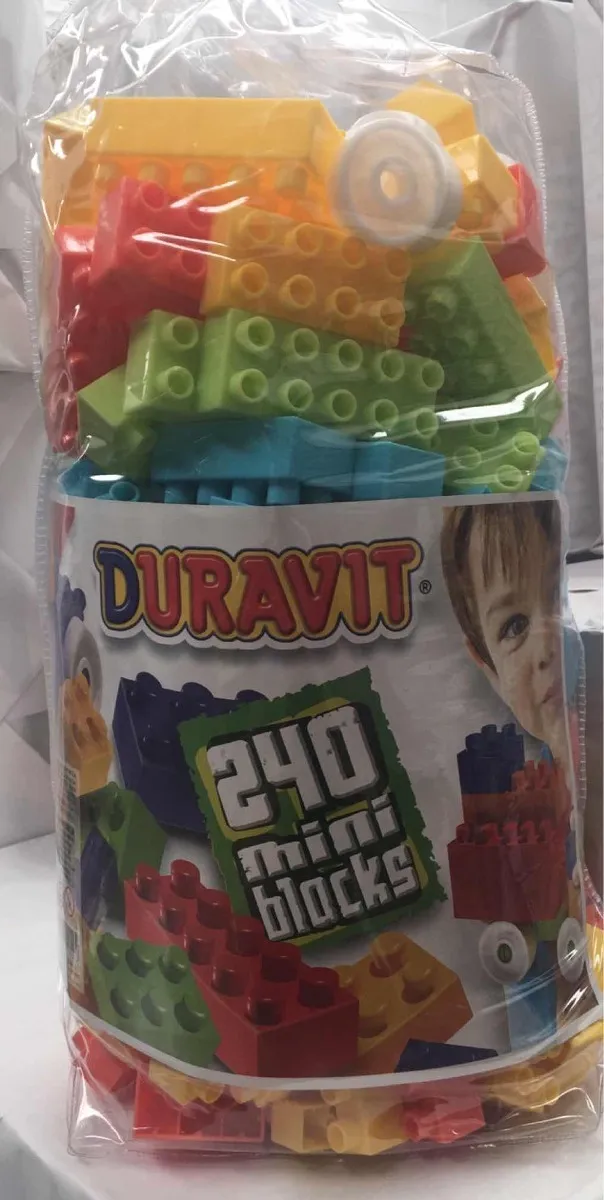 DURAVIT®
240
mini
blocks